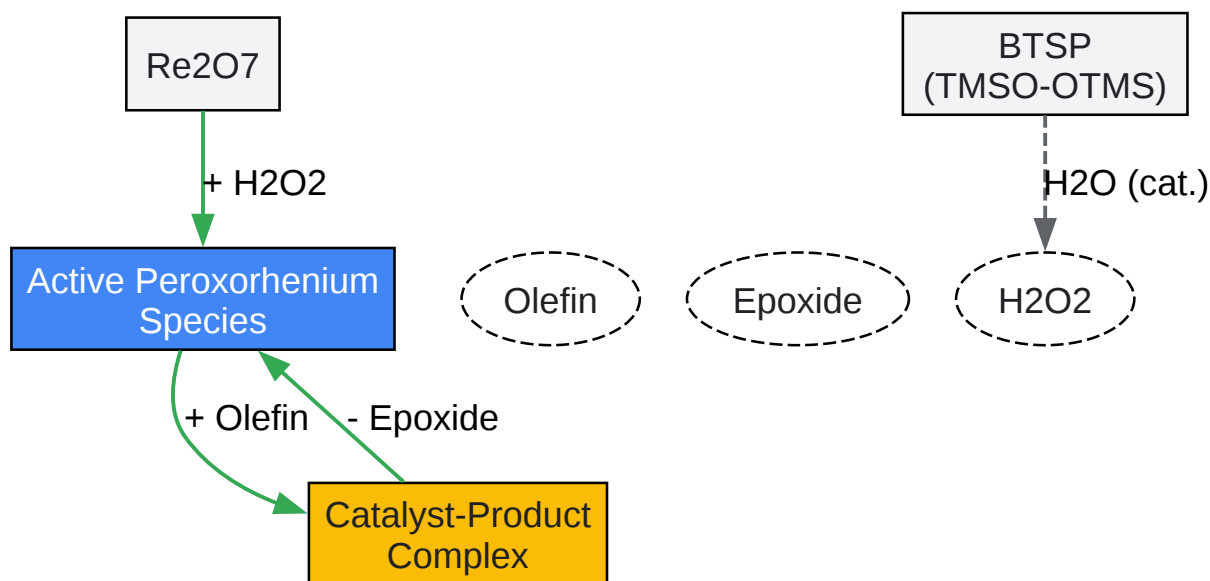 Re2O7
BTSP
(TMSO-OTMS)
+ H2O2
H2O (cat.)
Active Peroxorhenium
Species
Olefin
Epoxide
H2O2
+ Olefin
- Epoxide
Catalyst-Product
Complex